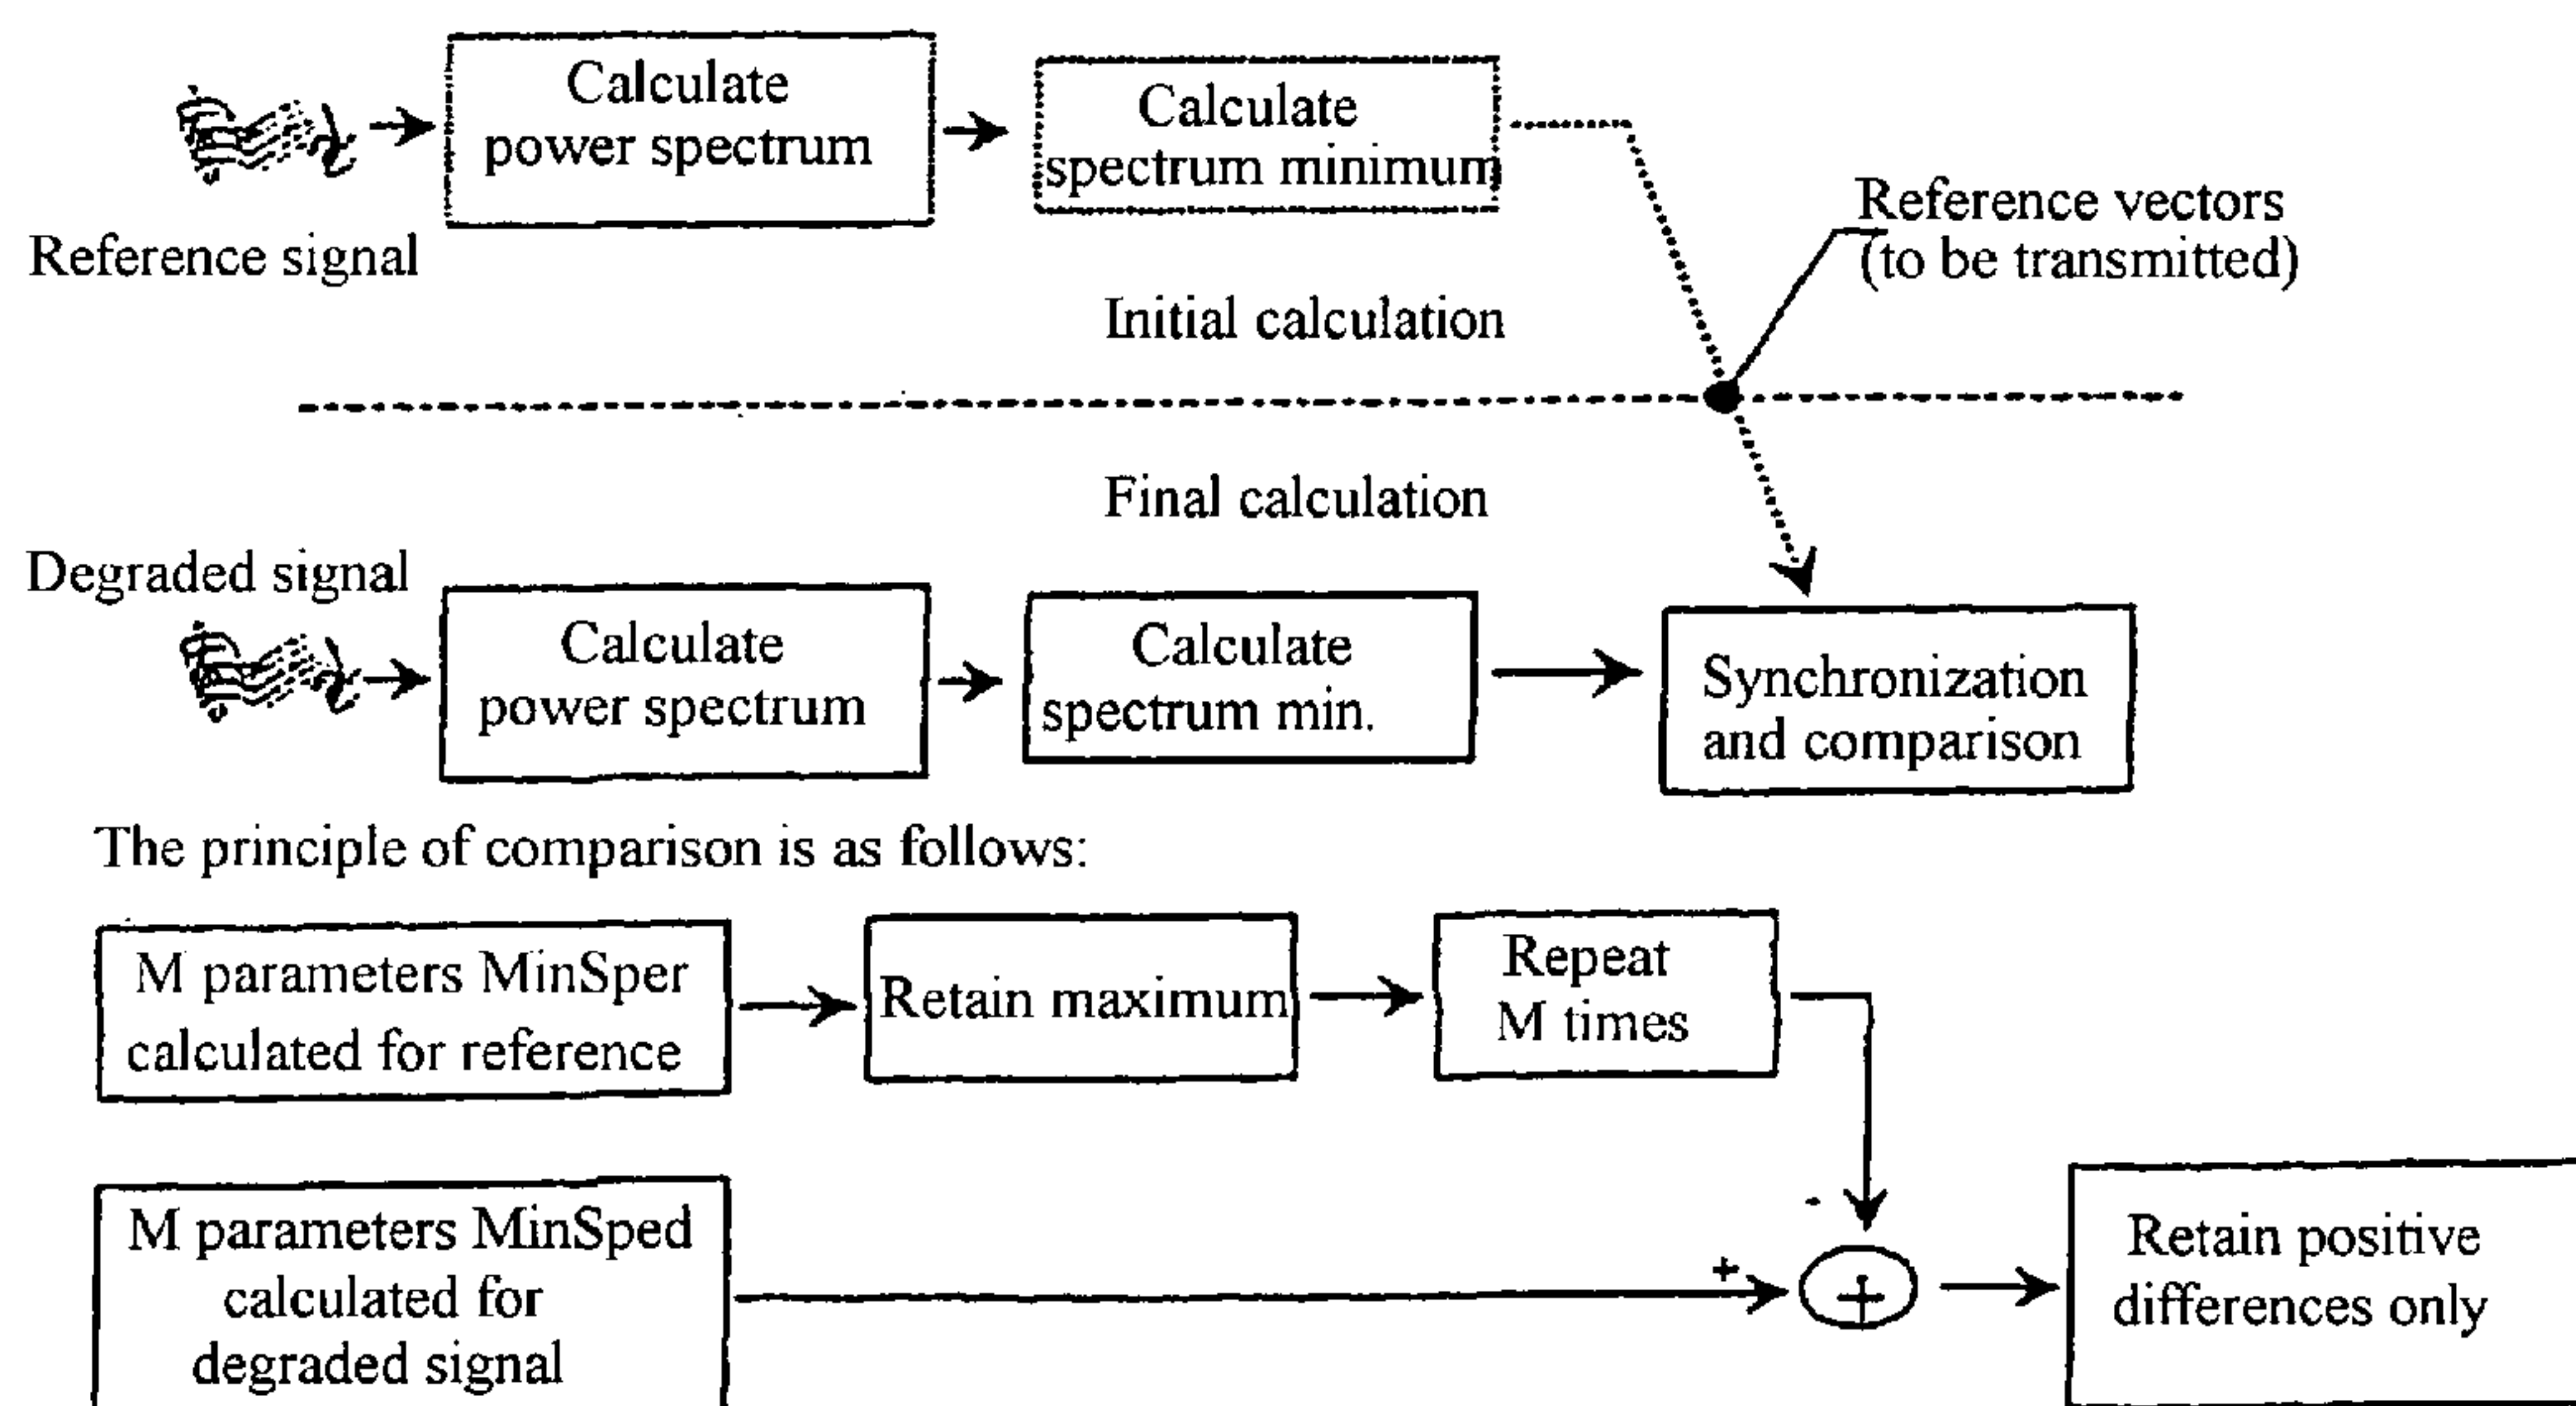 Calculate
power spectrum
Calculate
spectrum minimum
Reference signal
Reference vectors
(to be transmitted)
Initial calculation
Final calculation
Degraded signal
Calculate
power spectrum
Calculate
spectrum min.
Synchronization
and comparison
The principle of comparison is as follows:
M parameters MinSper
calculated for reference
Retain maximum
Repeat
M times
-
M parameters MinSped
calculated for
degraded signal
+
+
Retain positive
differences only